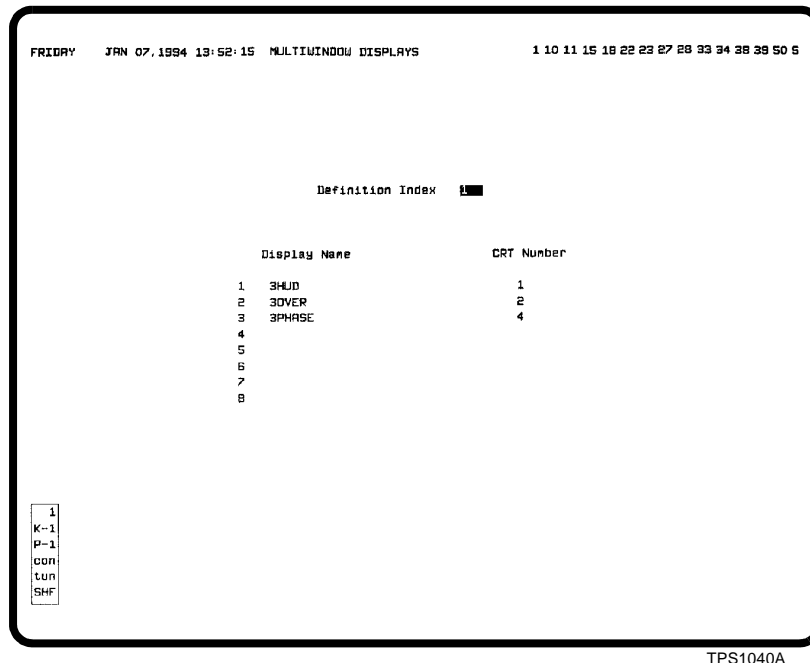 FRIDAY JAN 07,1994 13:52:15 MULTIWINDOW DISPLAYS 1 10 11 15 18 22 23 27 28 33 34 38 39 50 5
Definition Index 1
Display Name CRT Number
1 3HUD 1
2 3OVER 2
3 3PHASE 4
4
5
6
7
8
1
K-1
P-1
con
tun
SHF
TPS1040A